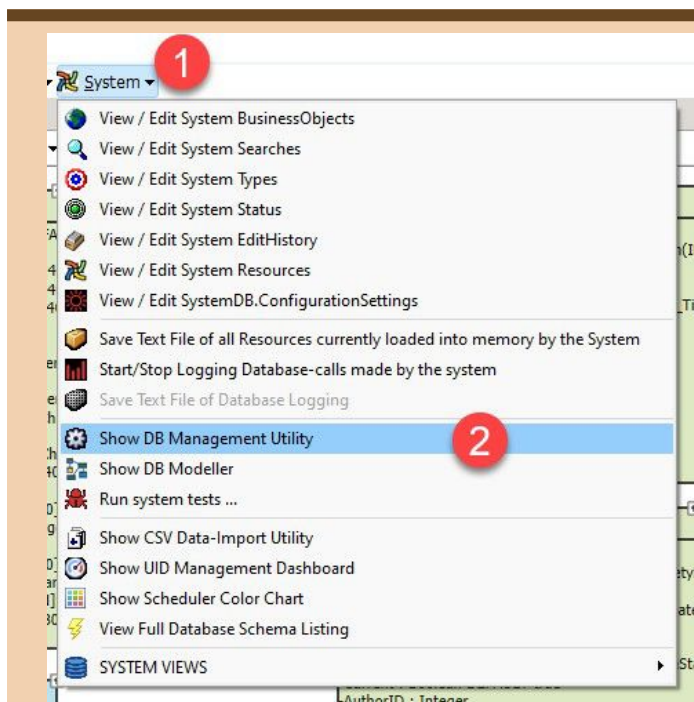 1
System
View / Edit System BusinessObjects
View / Edit System Searches
View / Edit System Types
View / Edit System Status
View / Edit System EditHistory
View / Edit System Resources
View / Edit SystemDB.ConfigurationSettings
Save Text File of all Resources currently loaded into memory by the System
Start/Stop Logging Database-calls made by the system
Save Text File of Database Logging
Show DB Management Utility
2
Show DB Modeller
Run system tests ...
Show CSV Data-Import Utility
Show UID Management Dashboard
Show Scheduler Color Chart
View Full Database Schema Listing
SYSTEM VIEWS
AuthorID : Integer